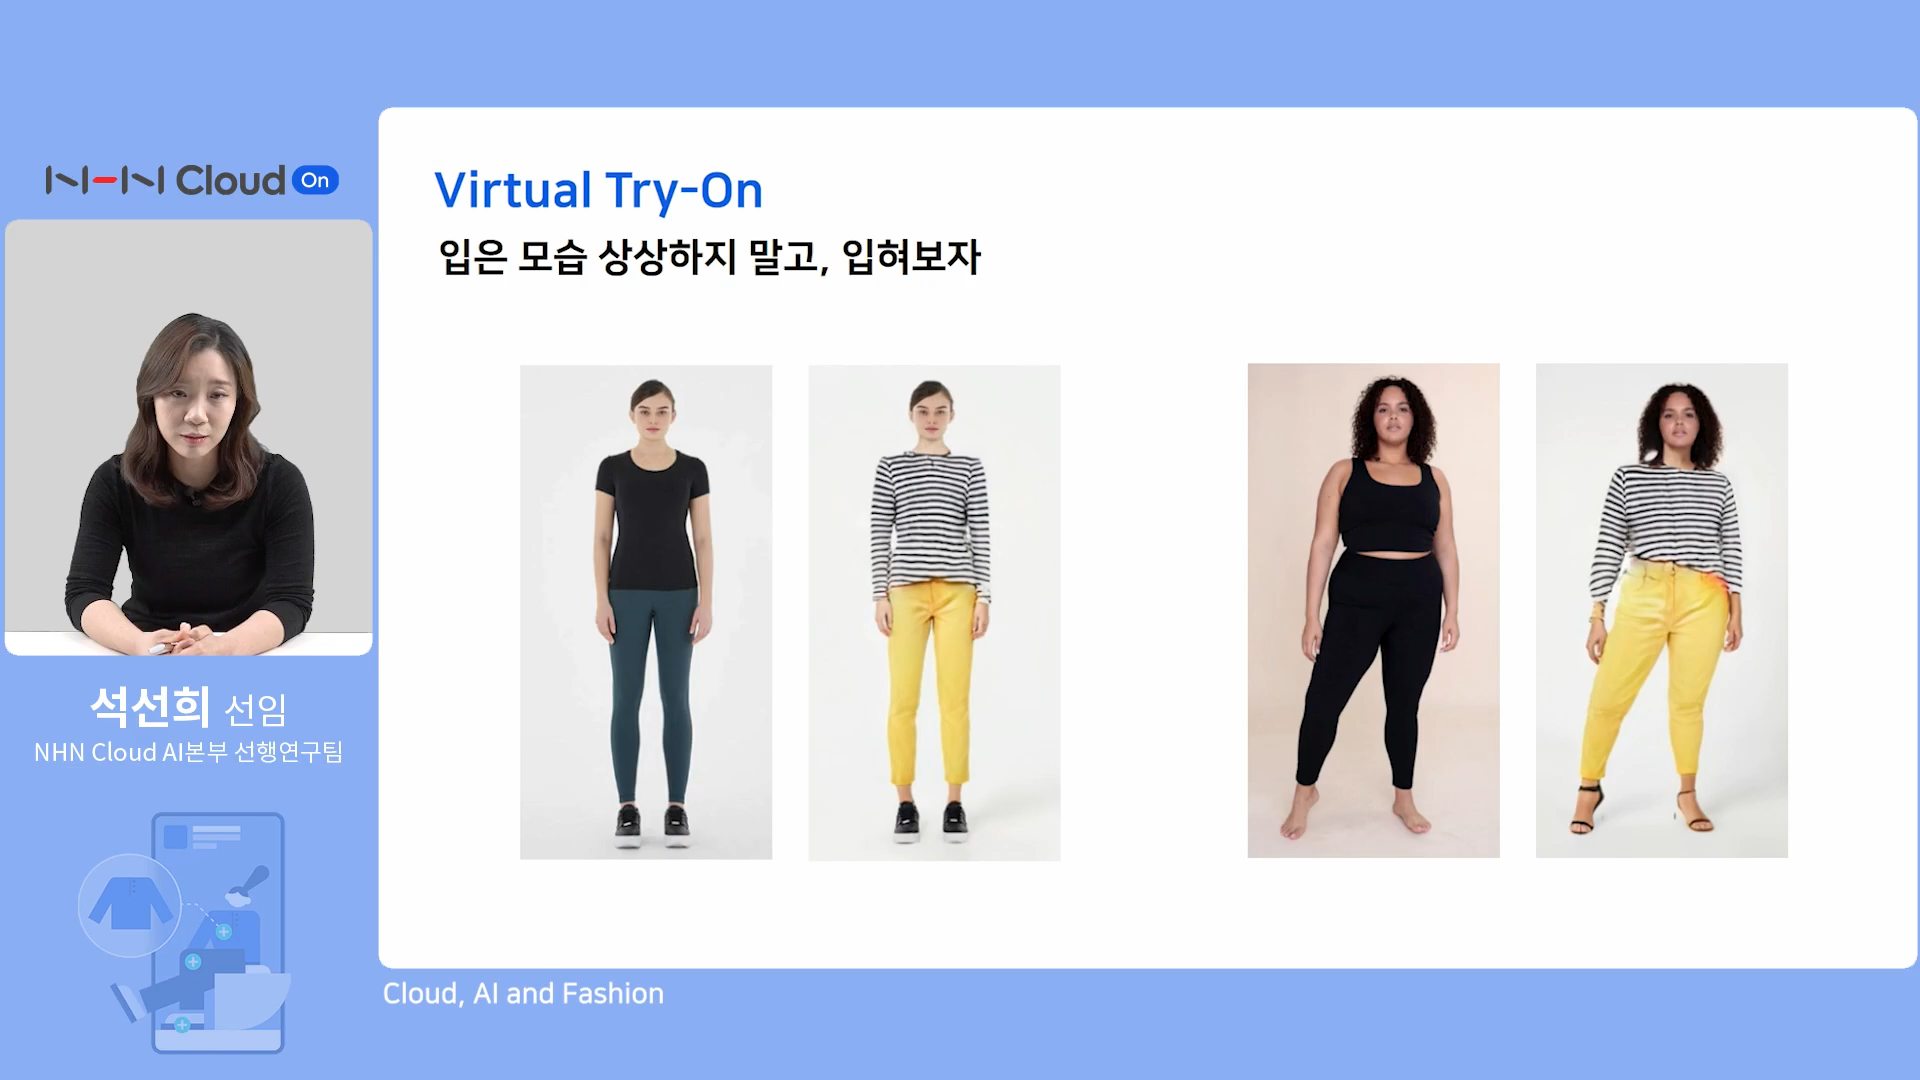 NHN Cloud On
석선희 선임
NHN Cloud AI본부 선행연구팀
Virtual Try-On
입은 모습 상상하지 말고, 입혀보자
Cloud, AI and Fashion